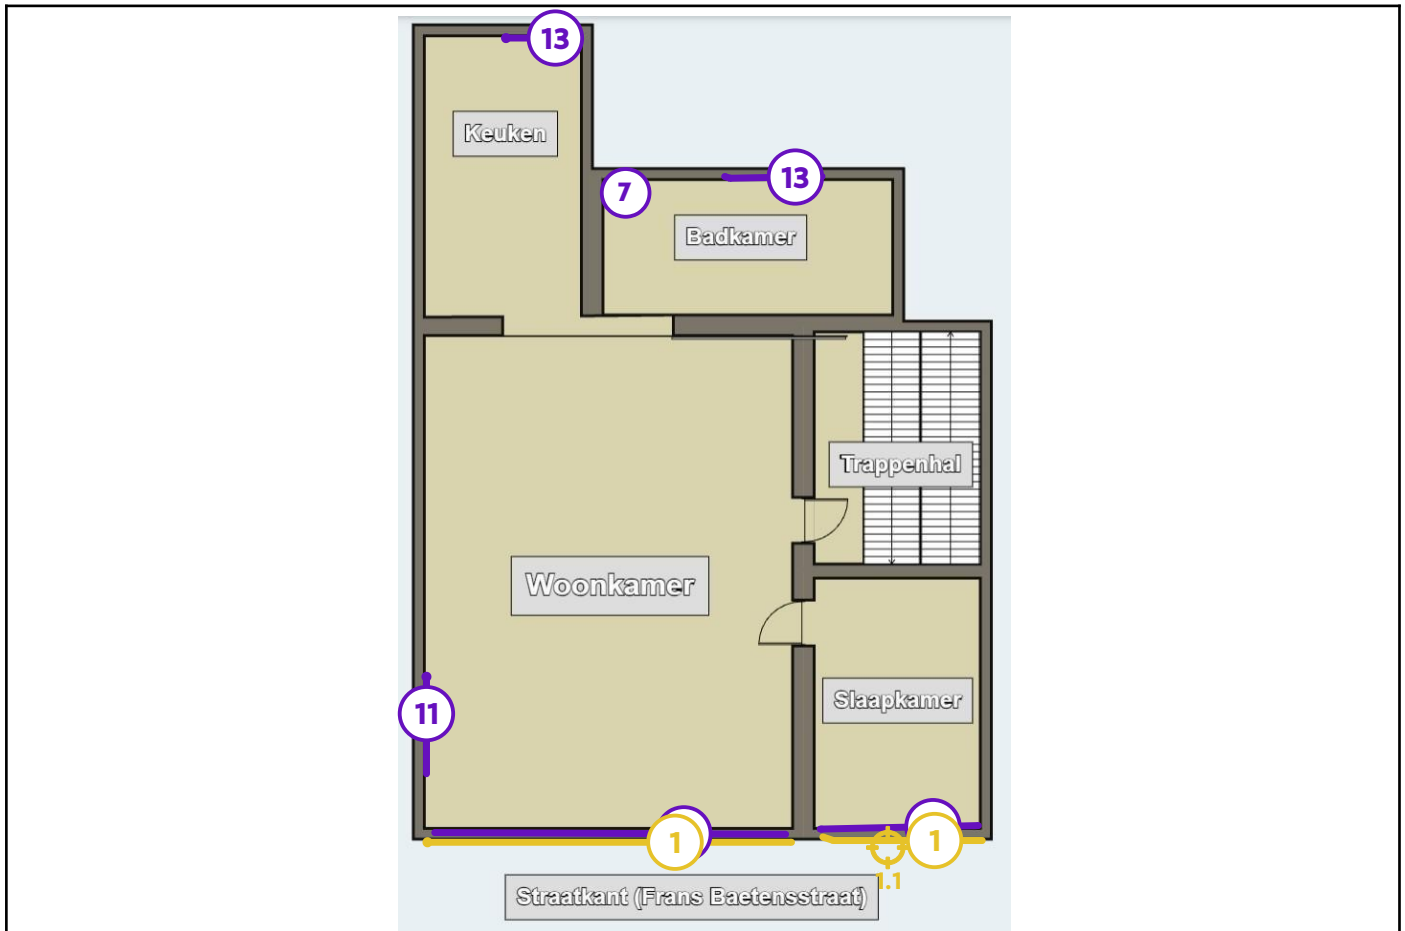 13
Keuken
13
7
Badkamer
Trappenhal
Woonkamer
Slaapkamer
11
1
1
1.1
Straatkant (Frans Baetensstraat)